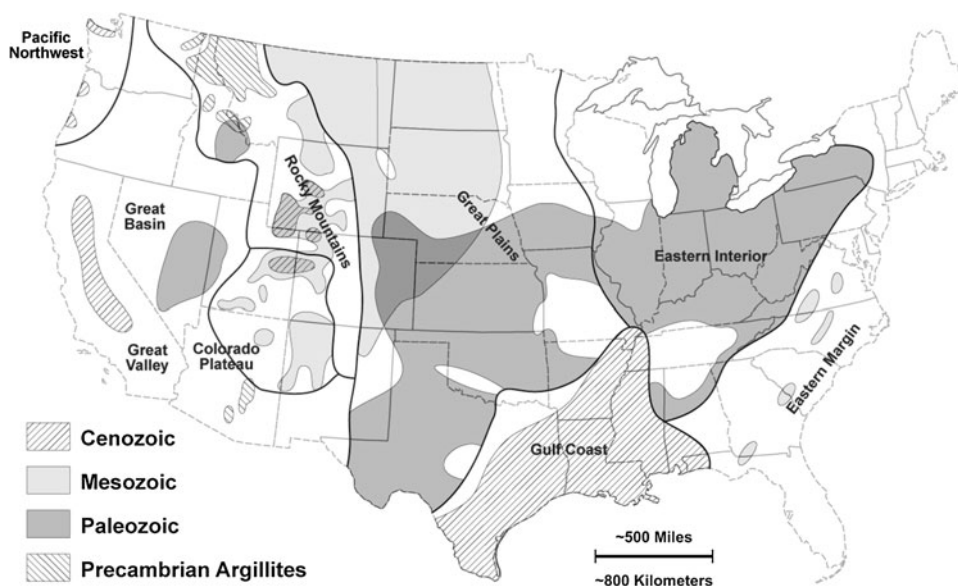 Pacific
Northwest
Rocky Mountains
Great
Basin
Great Plains
Eastern Interior
Great
Valley
Colorado
Plateau
Eastern Margin
Gulf Coast
Cenozoic
Mesozoic
Paleozoic
Precambrian Argillites
~500 Miles
~800 Kilometers